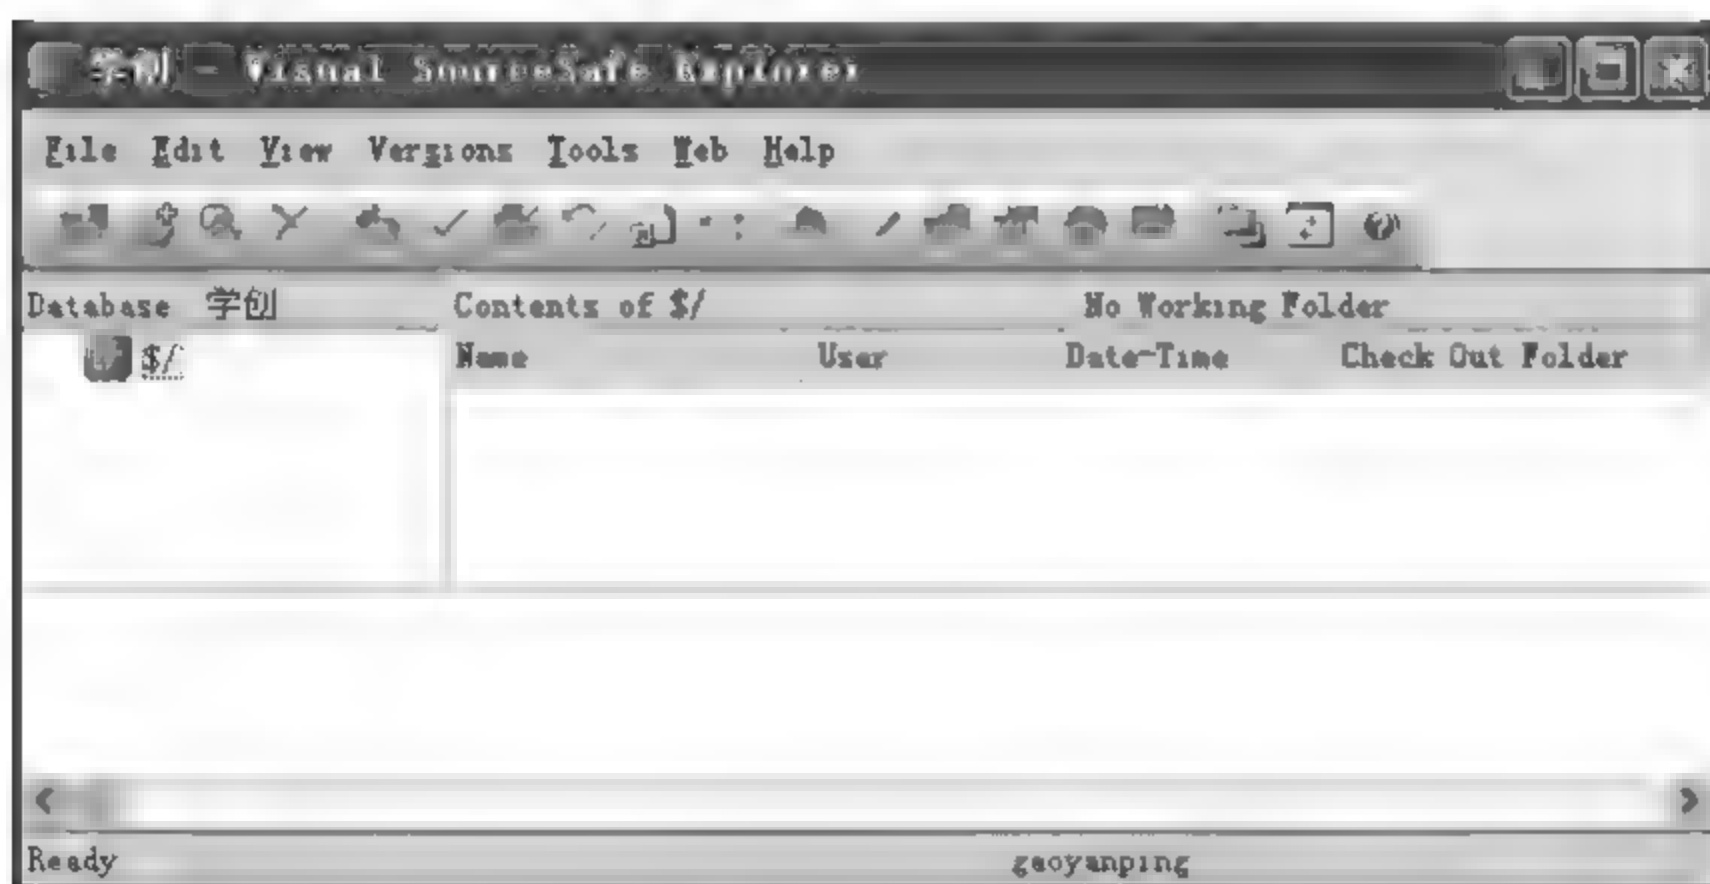 学创 - Visual SourceSafe Explorer
File Edit View Versions Tools Web Help
Database 学创 Contents of $/ No Working Folder
$/
Name User Date-Time Check Out Folder
Ready gaoyanping